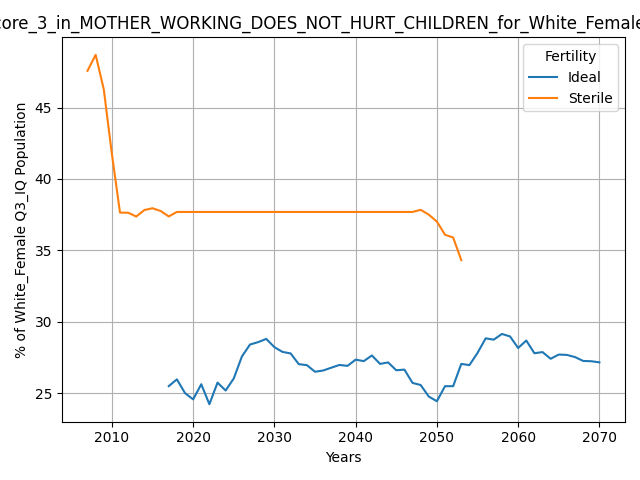 core_3_in_MOTHER_WORKING_DOES_NOT_HURT_CHILDREN_for_White_Female
Fertility
Ideal
Sterile
% of White_Female Q3_IQ Population
45
40
35
30
25
2010 2020 2030 2040 2050 2060 2070
Years